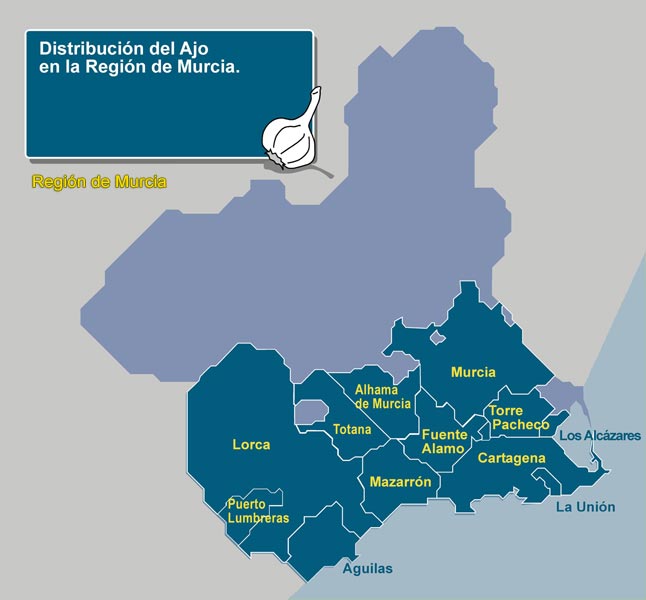 Distribución del Ajo
en la Región de Murcia.
Región de Murcia
Murcia
Alhama
de Murcia
Torre
Pacheco
Totana
Fuente
Alamo
Los Alcázares
Lorca
Cartagena
Mazarrón
Puerto
Lumbreras
La Unión
Aguilas